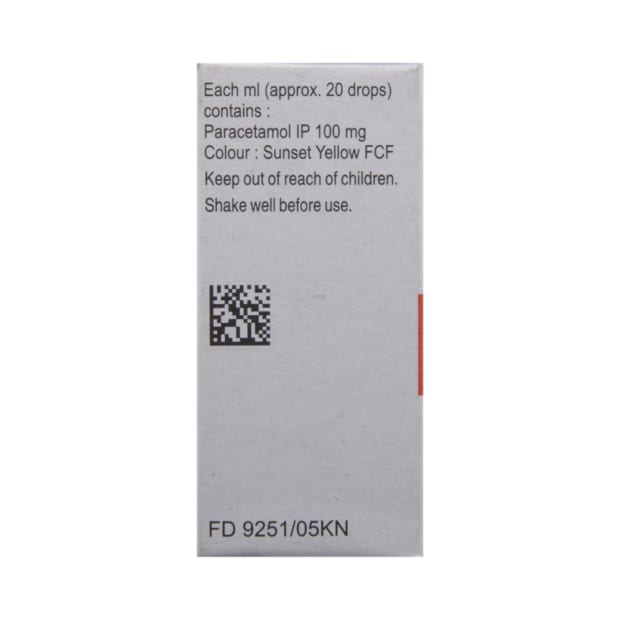 Each ml (approx. 20 drops)
contains :
Paracetamol IP 100 mg
Colour : Sunset Yellow FCF
Keep out of reach of children.
Shake well before use.
FD 9251/05KN